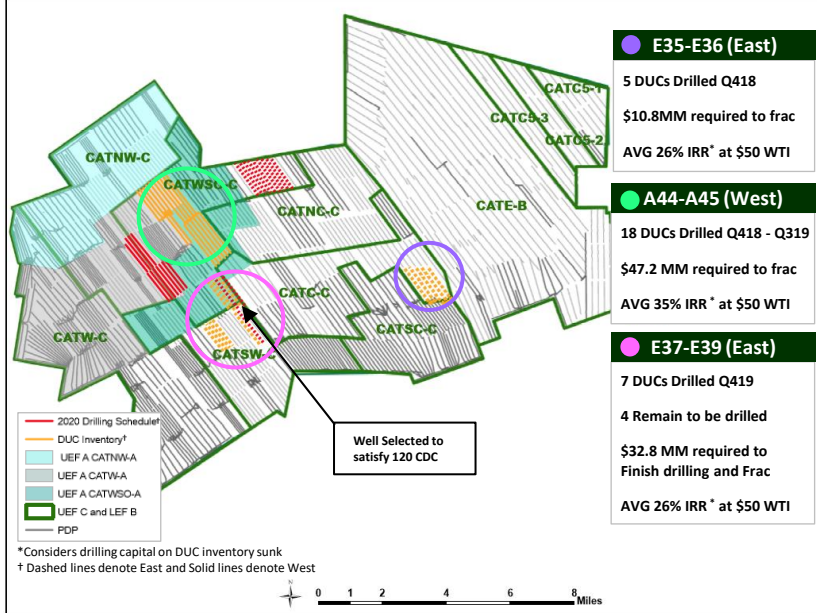 CATC5-1
CATC5-3
CATC5-2
CATNW-C
CATWSO-C
CATNC-C
CATE-B
CATC-C
CATW-C
CATSW-C
CATSC-C
Well Selected to
satisfy 120 CDC
2020 Drilling Schedule†
DUC Inventory†
UEF A CATNW-A
UEF A CATW-A
UEF A CATWSO-A
UEF C and LEF B
PDP
*Considers drilling capital on DUC inventory sunk
† Dashed lines denote East and Solid lines denote West
N
0 1 2 4 6 8
Miles
E35-E36 (East)
5 DUCs Drilled Q418
$10.8MM required to frac
AVG 26% IRR* at $50 WTI
A44-A45 (West)
18 DUCs Drilled Q418 - Q319
$47.2 MM required to frac
AVG 35% IRR* at $50 WTI
E37-E39 (East)
7 DUCs Drilled Q419
4 Remain to be drilled
$32.8 MM required to
Finish drilling and Frac
AVG 26% IRR* at $50 WTI